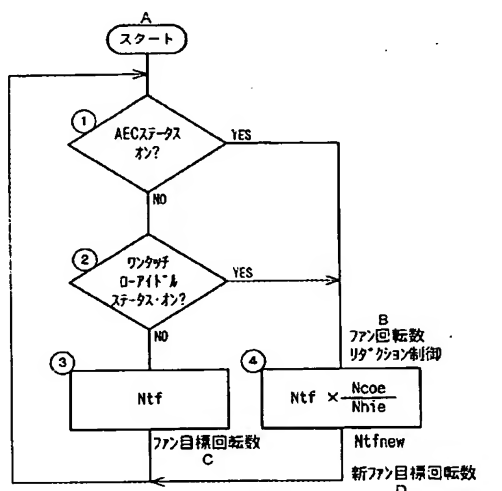 A
スタート
1
AECステータス
オン?
YES
NO
2
ワンタッチ
ローアイドル
ステータス・オン?
YES
NO
B
ファン回転数
リダクション制御
3
Ntf
4
Ntf × Ncoe
Nhie
ファン目標回転数
C
Ntfnew
新ファン目標回転数
D